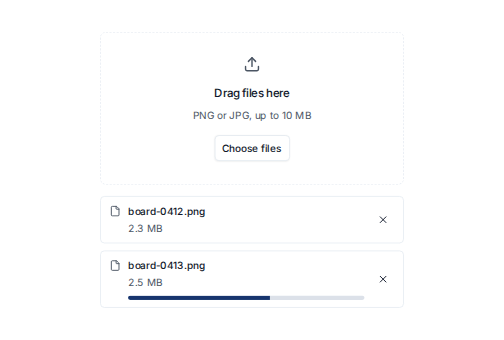 Drag files here
PNG or JPG, up to 10 MB
Choose files
board-0412.png
2.3 MB
board-0413.png
2.5 MB